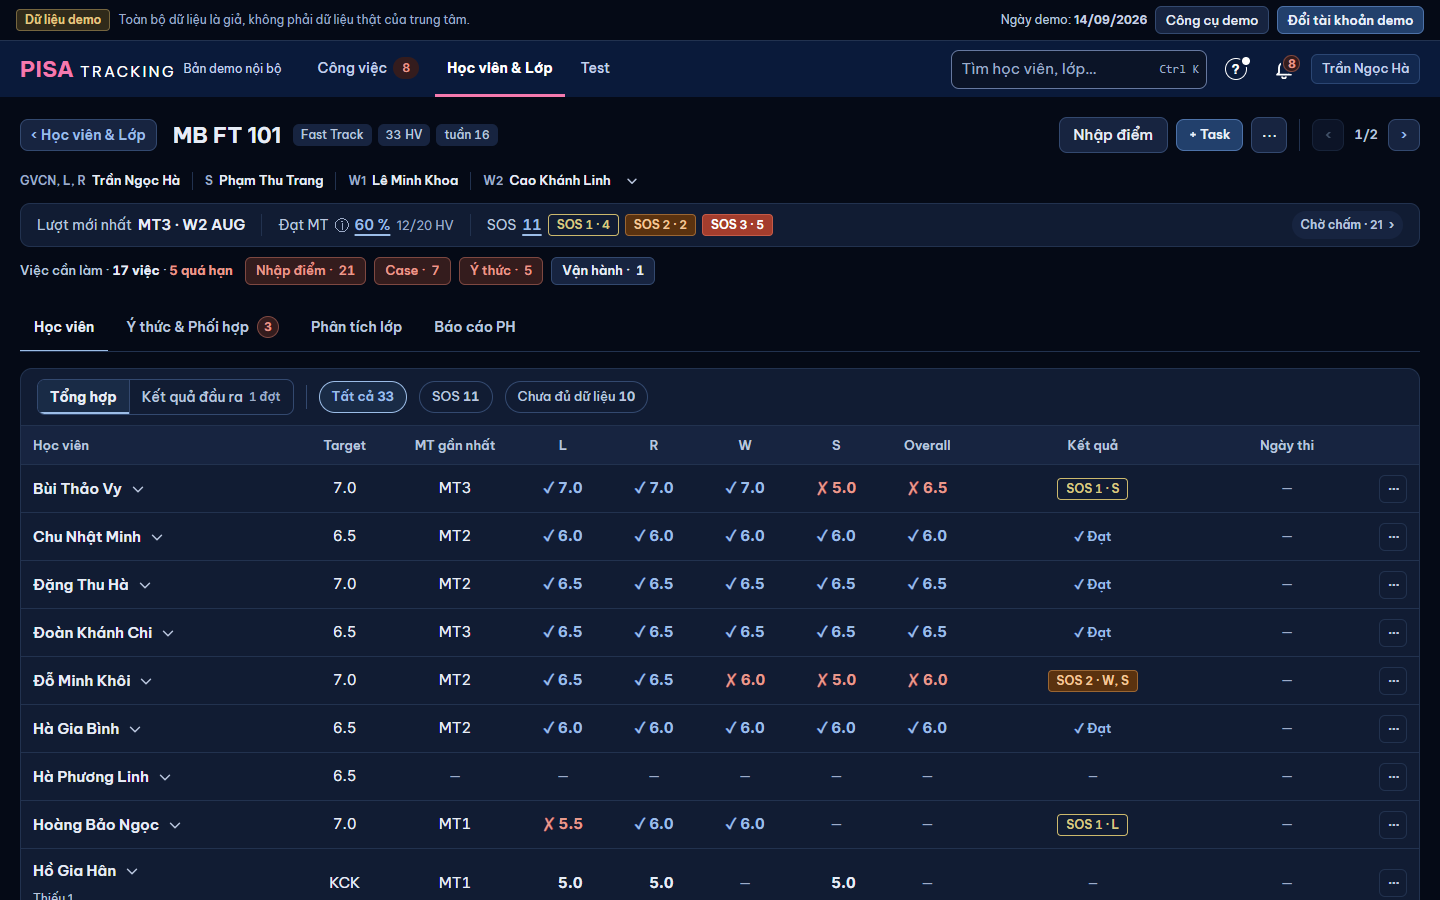 Dữ liệu demo Toàn bộ dữ liệu là giả, không phải dữ liệu thật của trung tâm. Ngày demo: 14/09/2026 Công cụ demo Đổi tài khoản demo
PISA TRACKING Bản demo nội bộ Công việc 8 Học viên & Lớp Test Tìm học viên, lớp... Ctrl K ? 8 Trần Ngọc Hà
‹ Học viên & Lớp MB FT 101 Fast Track 33 HV tuần 16 Nhập điểm + Task ... ‹ 1/2 ›
GVCN, L, R Trần Ngọc Hà S Phạm Thu Trang W1 Lê Minh Khoa W2 Cao Khánh Linh
Lượt mới nhất MT3 · W2 AUG Đạt MT ⓘ 60 % 12/20 HV SOS 11 SOS 1 · 4 SOS 2 · 2 SOS 3 · 5 Chờ chấm · 21 ›
Việc cần làm · 17 việc · 5 quá hạn Nhập điểm · 21 Case · 7 Ý thức · 5 Vận hành · 1
Học viên Ý thức & Phối hợp 3 Phân tích lớp Báo cáo PH
Tổng hợp Kết quả đầu ra 1 đợt Tất cả 33 SOS 11 Chưa đủ dữ liệu 10
Học viên Target MT gần nhất L R W S Overall Kết quả Ngày thi
Bùi Thảo Vy 7.0 MT3 ✓ 7.0 ✓ 7.0 ✓ 7.0 ✗ 5.0 ✗ 6.5 SOS 1 · S — ...
Chu Nhật Minh 6.5 MT2 ✓ 6.0 ✓ 6.0 ✓ 6.0 ✓ 6.0 ✓ 6.0 ✓ Đạt — ...
Đặng Thu Hà 7.0 MT2 ✓ 6.5 ✓ 6.5 ✓ 6.5 ✓ 6.5 ✓ 6.5 ✓ Đạt — ...
Đoàn Khánh Chi 6.5 MT3 ✓ 6.5 ✓ 6.5 ✓ 6.5 ✓ 6.5 ✓ 6.5 ✓ Đạt — ...
Đỗ Minh Khôi 7.0 MT2 ✓ 6.5 ✓ 6.5 ✗ 6.0 ✗ 5.0 ✗ 6.0 SOS 2 · W, S — ...
Hà Gia Bình 6.5 MT2 ✓ 6.0 ✓ 6.0 ✓ 6.0 ✓ 6.0 ✓ 6.0 ✓ Đạt — ...
Hà Phương Linh 6.5 — — — — — — — — ...
Hoàng Bảo Ngọc 7.0 MT1 ✗ 5.5 ✓ 6.0 ✓ 6.0 — — SOS 1 · L — ...
Hồ Gia Hân KCK MT1 5.0 5.0 — 5.0 — — — ...
Thiếu 1